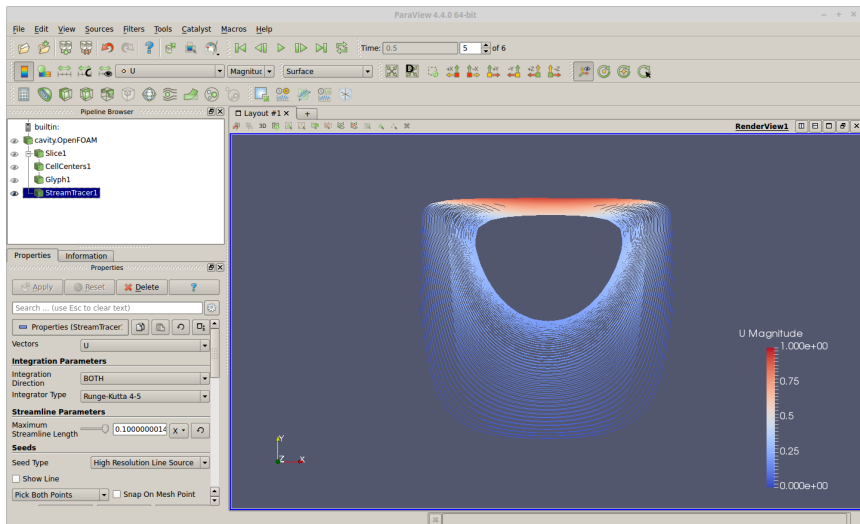 ParaView 4.4.0 64-bit
File Edit View Sources Filters Tools Catalyst Macros Help
Time: 0.5 5 of 6
U Magnituc Surface
Pipeline Browser
builtin:
cavity.OpenFOAM
Slice1
CellCenters1
Glyph1
StreamTracer1
Properties Information
Properties
Apply Reset Delete ?
Search ... (use Esc to clear text)
Properties (StreamTracer
Vectors U
Integration Parameters
Integration Direction BOTH
Integrator Type Runge-Kutta 4-5
Streamline Parameters
Maximum Streamline Length 0.1000000014 X
Seeds
Seed Type High Resolution Line Source
Show Line
Pick Both Points Snap On Mesh Point
Layout #1 × +
3D
RenderView1
U Magnitude
1.000e+00
0.75
0.5
0.25
0.000e+00
Y
Z X